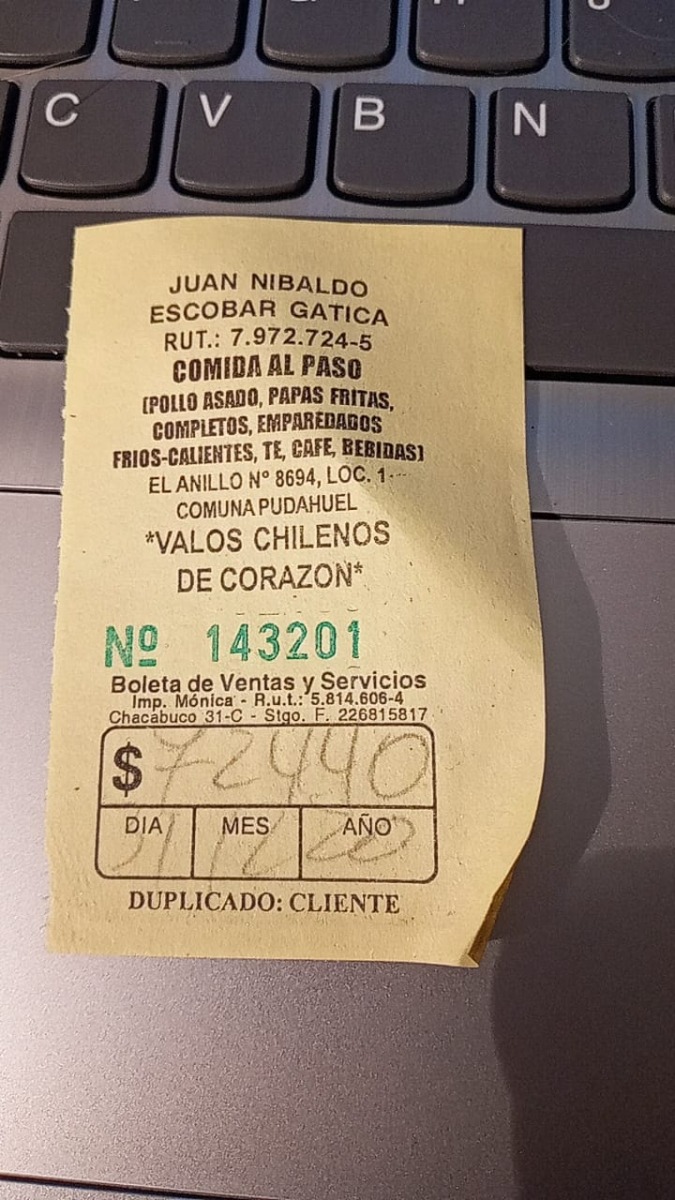 C V B N
JUAN NIBALDO
ESCOBAR GATICA
RUT.: 7.972.724-5
COMIDA AL PASO
(POLLO ASADO, PAPAS FRITAS,
COMPLETOS, EMPAREDADOS
FRIOS-CALIENTES, TE, CAFE, BEBIDAS)
EL ANILLO Nº 8694, LOC. 1
COMUNA PUDAHUEL
*VALOS CHILENOS
DE CORAZON*
Nº 143201
Boleta de Ventas y Servicios
Imp. Mónica - R.u.t.: 5.814.606-4
Chacabuco 31-C - Stgo. F. 226815817
$ 72440
DIA MES AÑO
DUPLICADO: CLIENTE